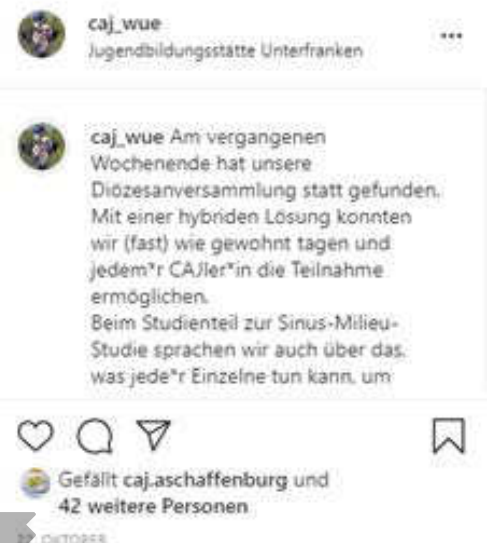 caj_wue
Jugendbildungsstätte Unterfranken
caj_wue Am vergangenen
Wochenende hat unsere
Diözesanversammlung statt gefunden.
Mit einer hybriden Lösung konnten
wir (fast) wie gewohnt tagen und
jedem*r CAJler*in die Teilnahme
ermöglichen.
Beim Studienteil zur Sinus-Milieu-
Studie sprachen wir auch über das,
was jede*r Einzelne tun kann, um
Gefällt caj.aschaffenburg und
42 weitere Personen
OKTOBER